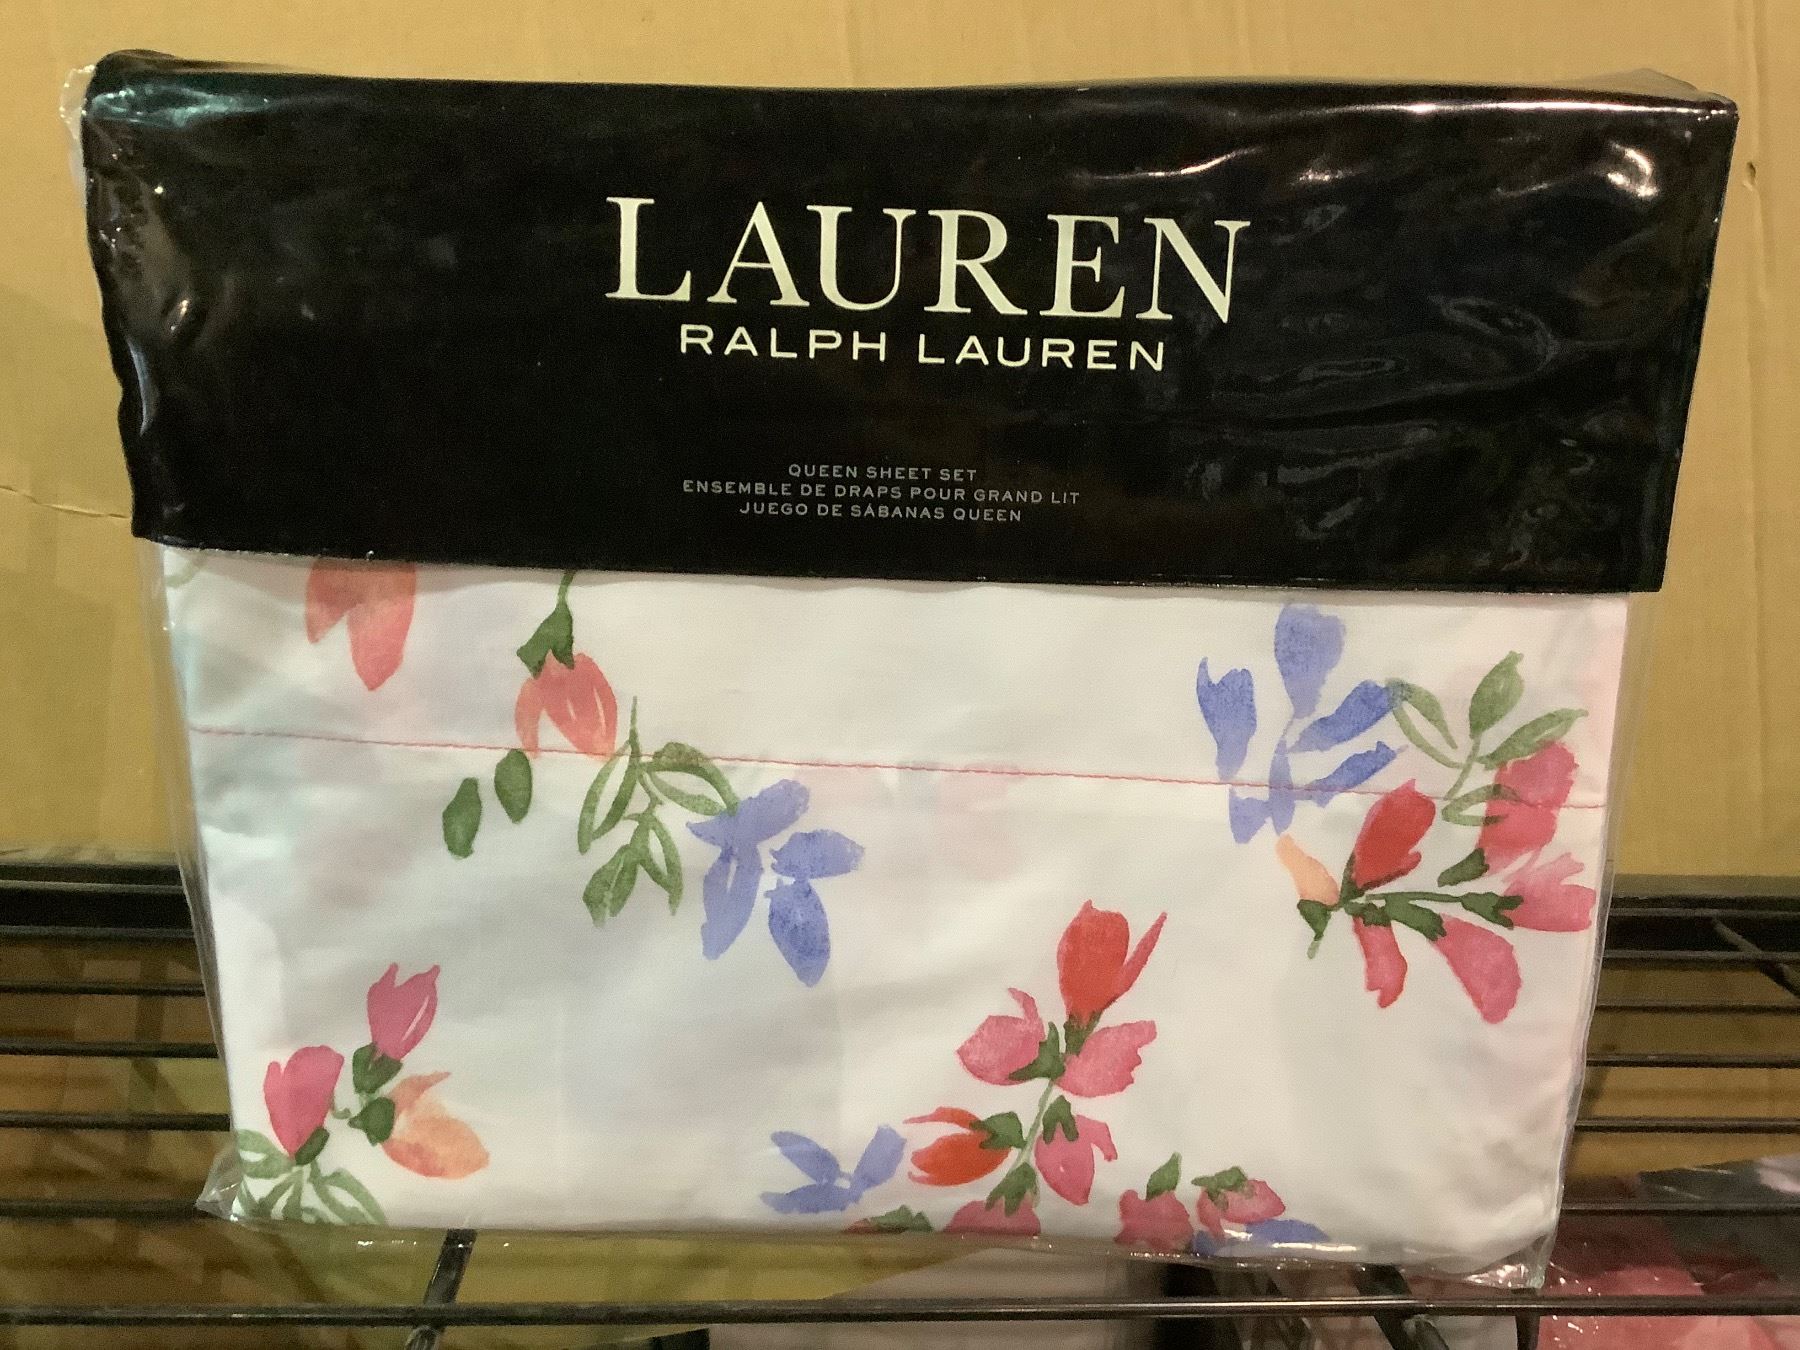 LAUREN
RALPH LAUREN
QUEEN SHEET SET
ENSEMBLE DE DRAPS POUR GRAND LIT
JUEGO DE SÁBANAS QUEEN